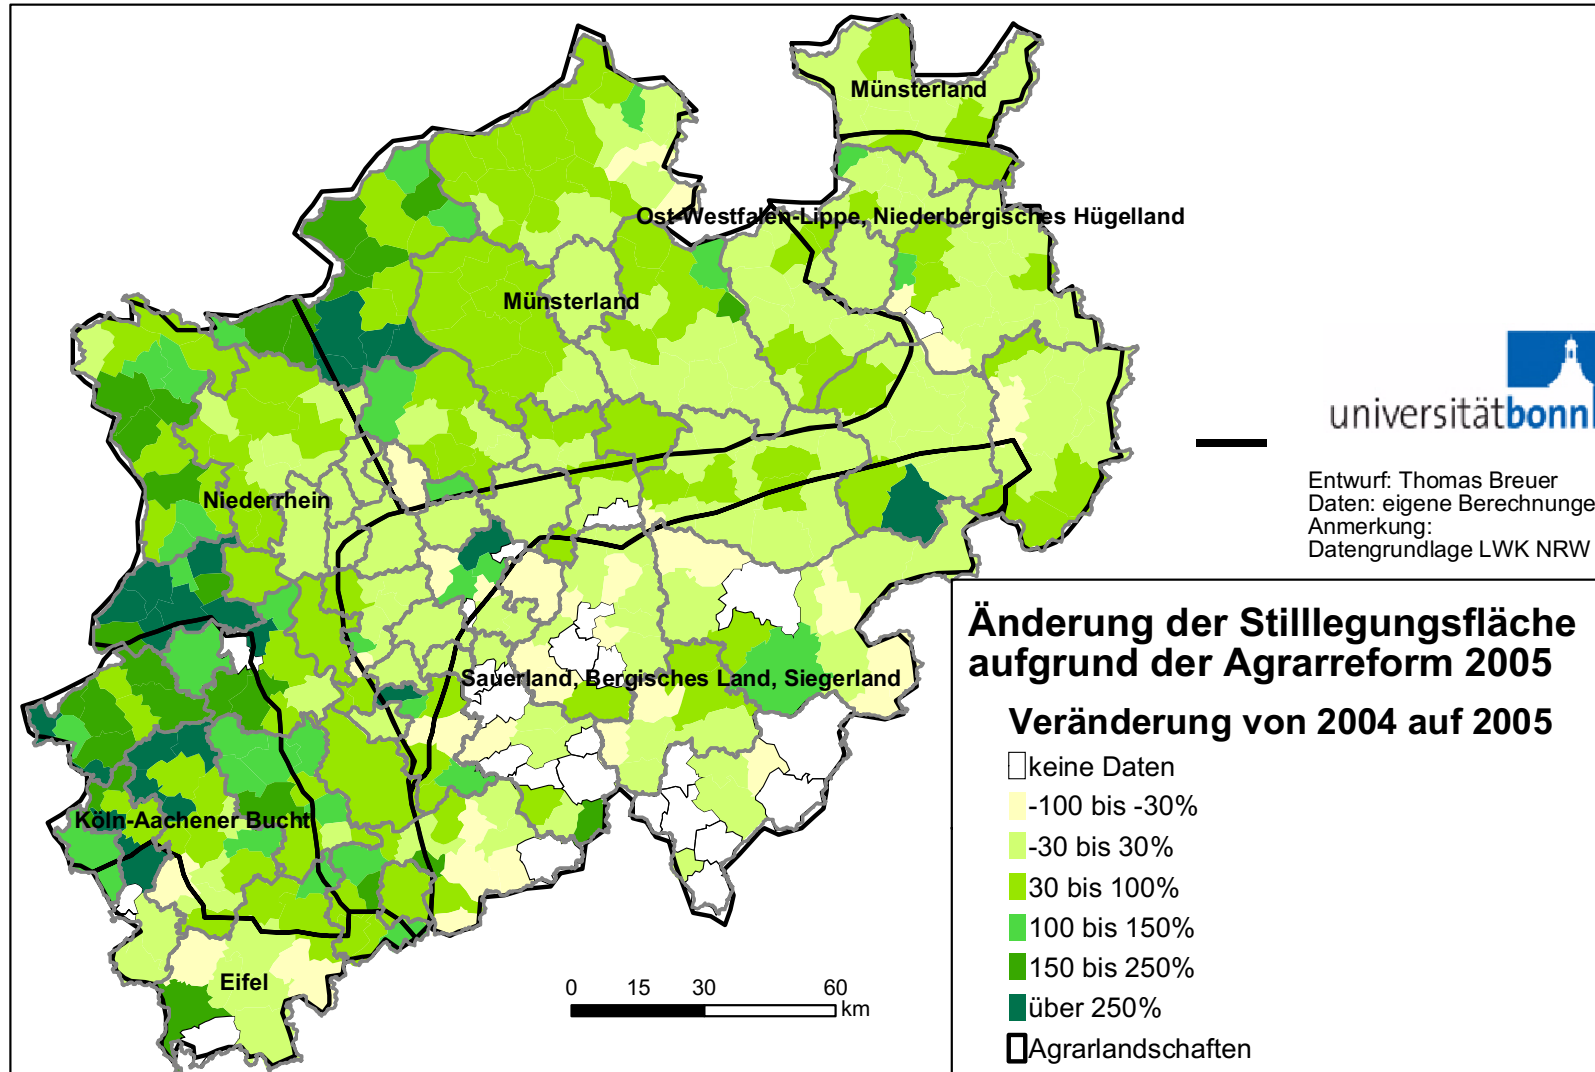 Münsterland
Ost-Westfalen-Lippe, Niederbergisches Hügelland
Münsterland
Niederrhein
Sauerland, Bergisches Land, Siegerland
Köln-Aachener Bucht
Eifel
0 15 30 60
km
universitätbonn
Entwurf: Thomas Breuer
Daten: eigene Berechnunge
Anmerkung:
Datengrundlage LWK NRW
Änderung der Stilllegungsfläche
aufgrund der Agrarreform 2005
Veränderung von 2004 auf 2005
keine Daten
-100 bis -30%
-30 bis 30%
30 bis 100%
100 bis 150%
150 bis 250%
über 250%
Agrarlandschaften